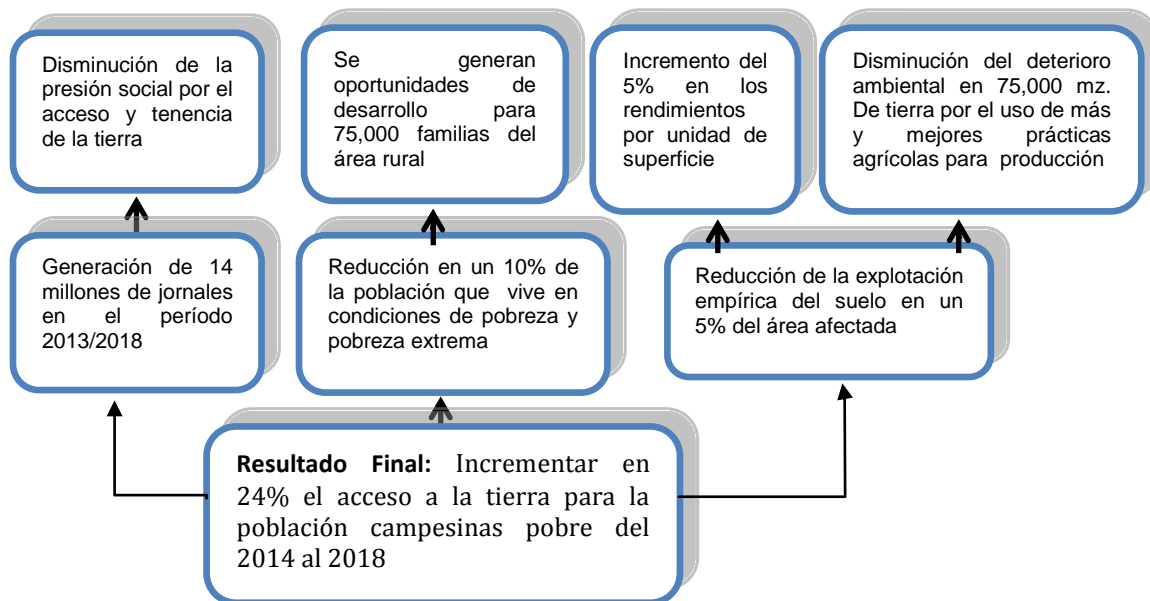 Disminución de la
presión social por el
acceso y tenencia
de la tierra
Se generan
oportunidades de
desarrollo para
75,000 familias del
área rural
Incremento del
5% en los
rendimientos
por unidad de
superficie
Disminución del deterioro
ambiental en 75,000 mz.
De tierra por el uso de más
y mejores prácticas
agrícolas para producción
Generación de 14
millones de jornales
en el período
2013/2018
Reducción en un 10% de
la población que vive en
condiciones de pobreza y
pobreza extrema
Reducción de la explotación
empírica del suelo en un
5% del área afectada
Resultado Final: Incrementar en
24% el acceso a la tierra para la
población campesinas pobre del
2014 al 2018